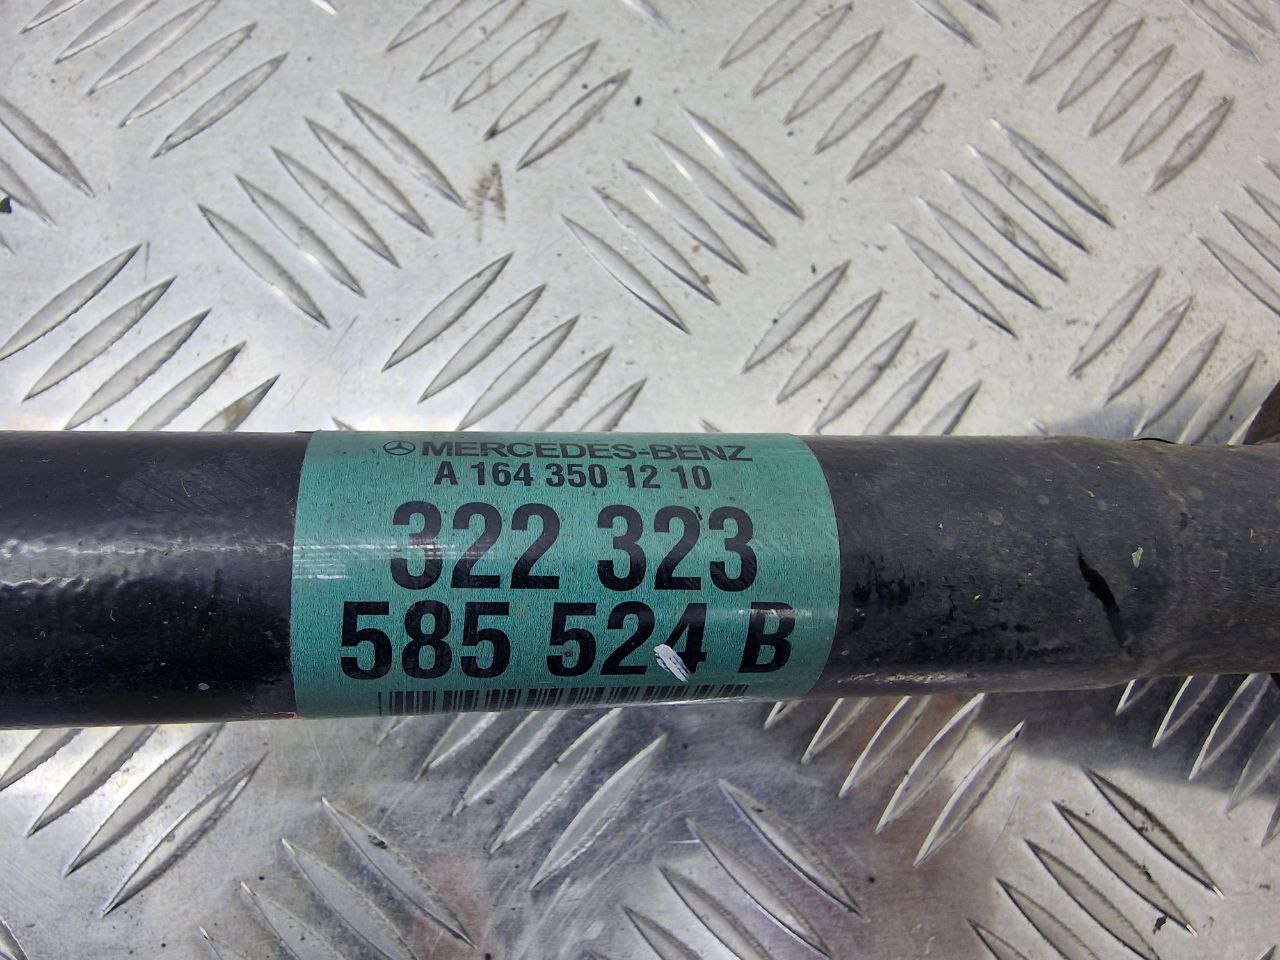 MERCEDES-BENZ
A 164 350 12 10
322 323
585 524 B